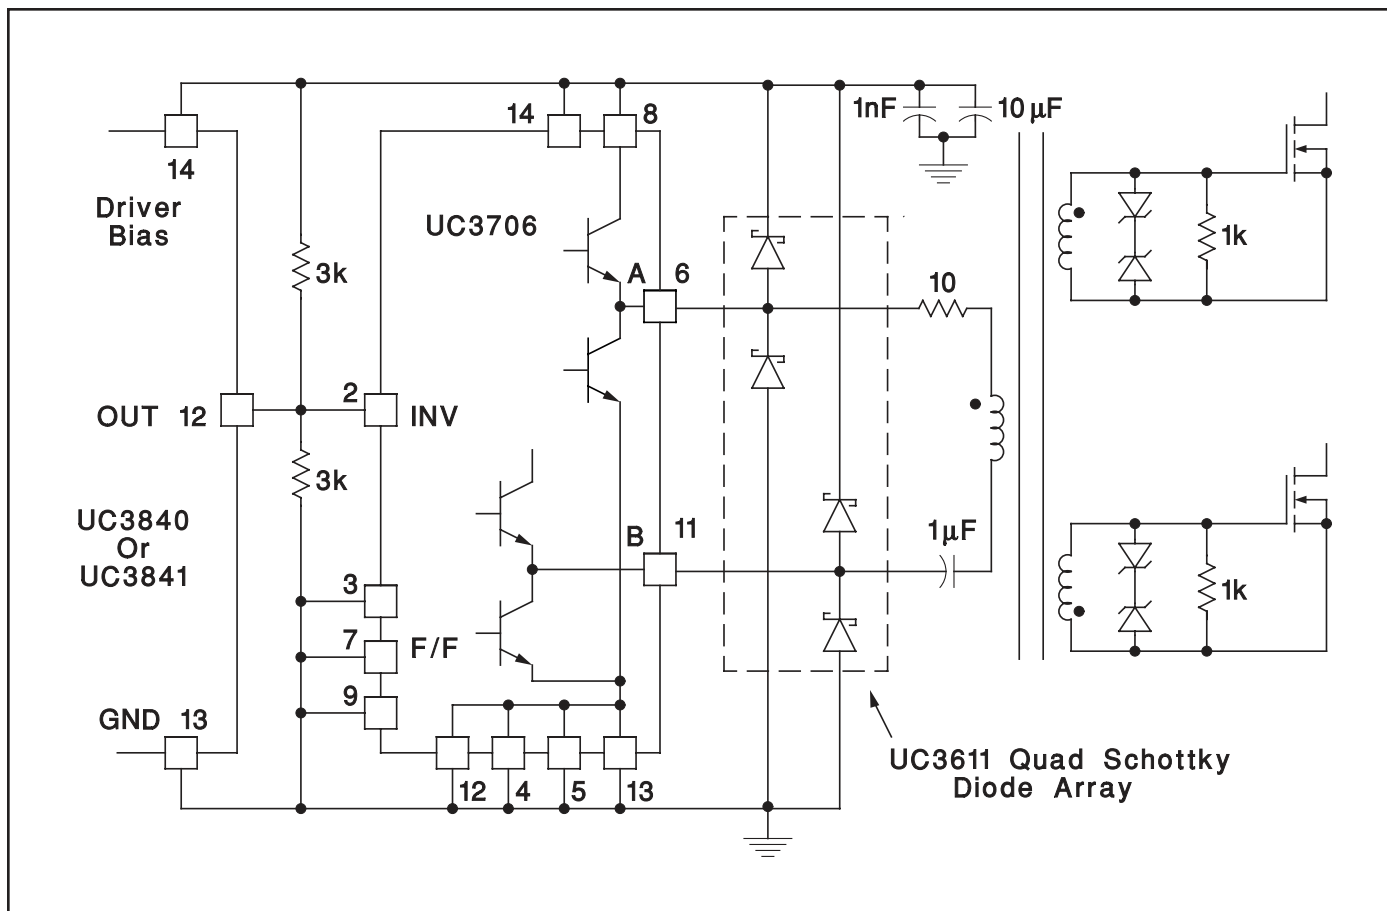 14
Driver
Bias
14
8
1nF
10 µF
UC3706
3k
A
6
10
1k
OUT 12
2
INV
3k
UC3840
Or
UC3841
B
11
1µF
1k
3
7
F/F
9
GND 13
12
4
5
13
UC3611 Quad Schottky
Diode Array